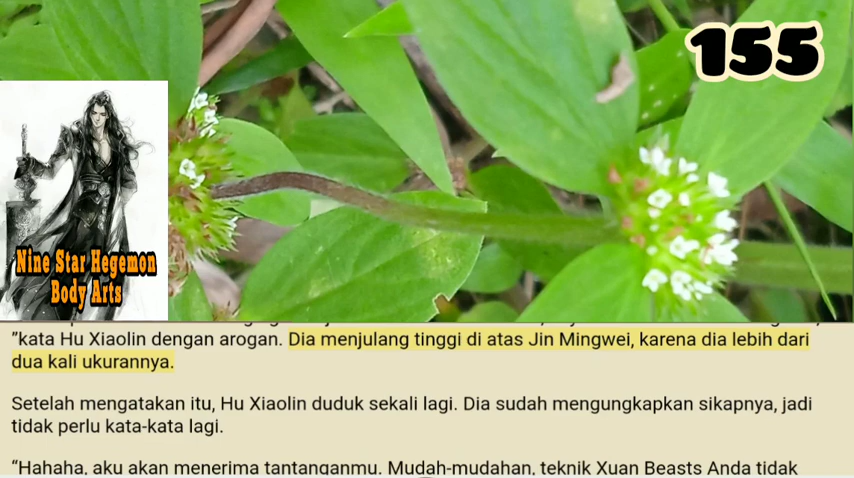 155
Nine Star Hegemon
Body Arts
"kata Hu Xiaolin dengan arogan. Dia menjulang tinggi di atas Jin Mingwei, karena dia lebih dari
dua kali ukurannya.
Setelah mengatakan itu, Hu Xiaolin duduk sekali lagi. Dia sudah mengungkapkan sikapnya, jadi
tidak perlu kata-kata lagi.
“Hahaha, aku akan menerima tantanganmu. Mudah-mudahan, teknik Xuan Beasts Anda tidak